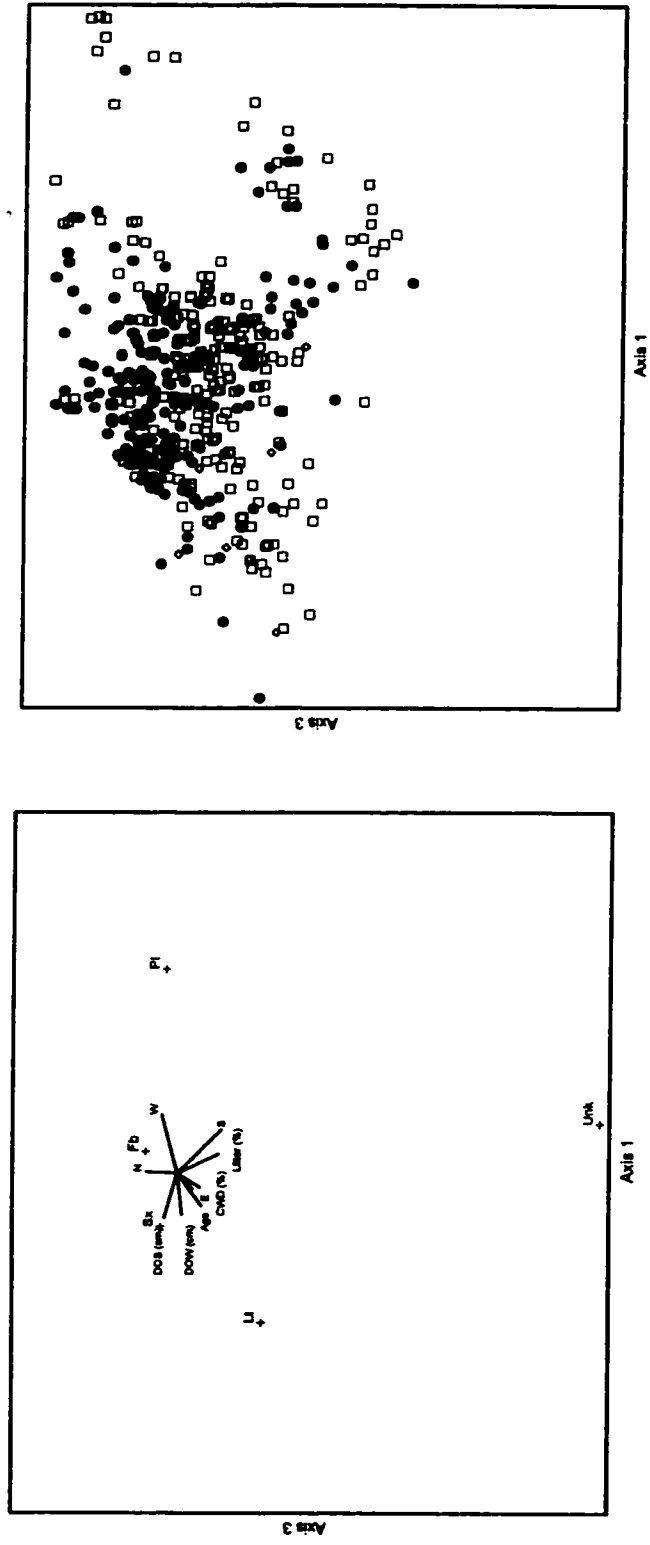 Axis 3
Axis 1
Pl
W
Fb
N
S
Litter (%)
Sx
E
CWD (%)
Age
DOW (cm)
DOS (cm)
Unk
Axis 1
Axis 3